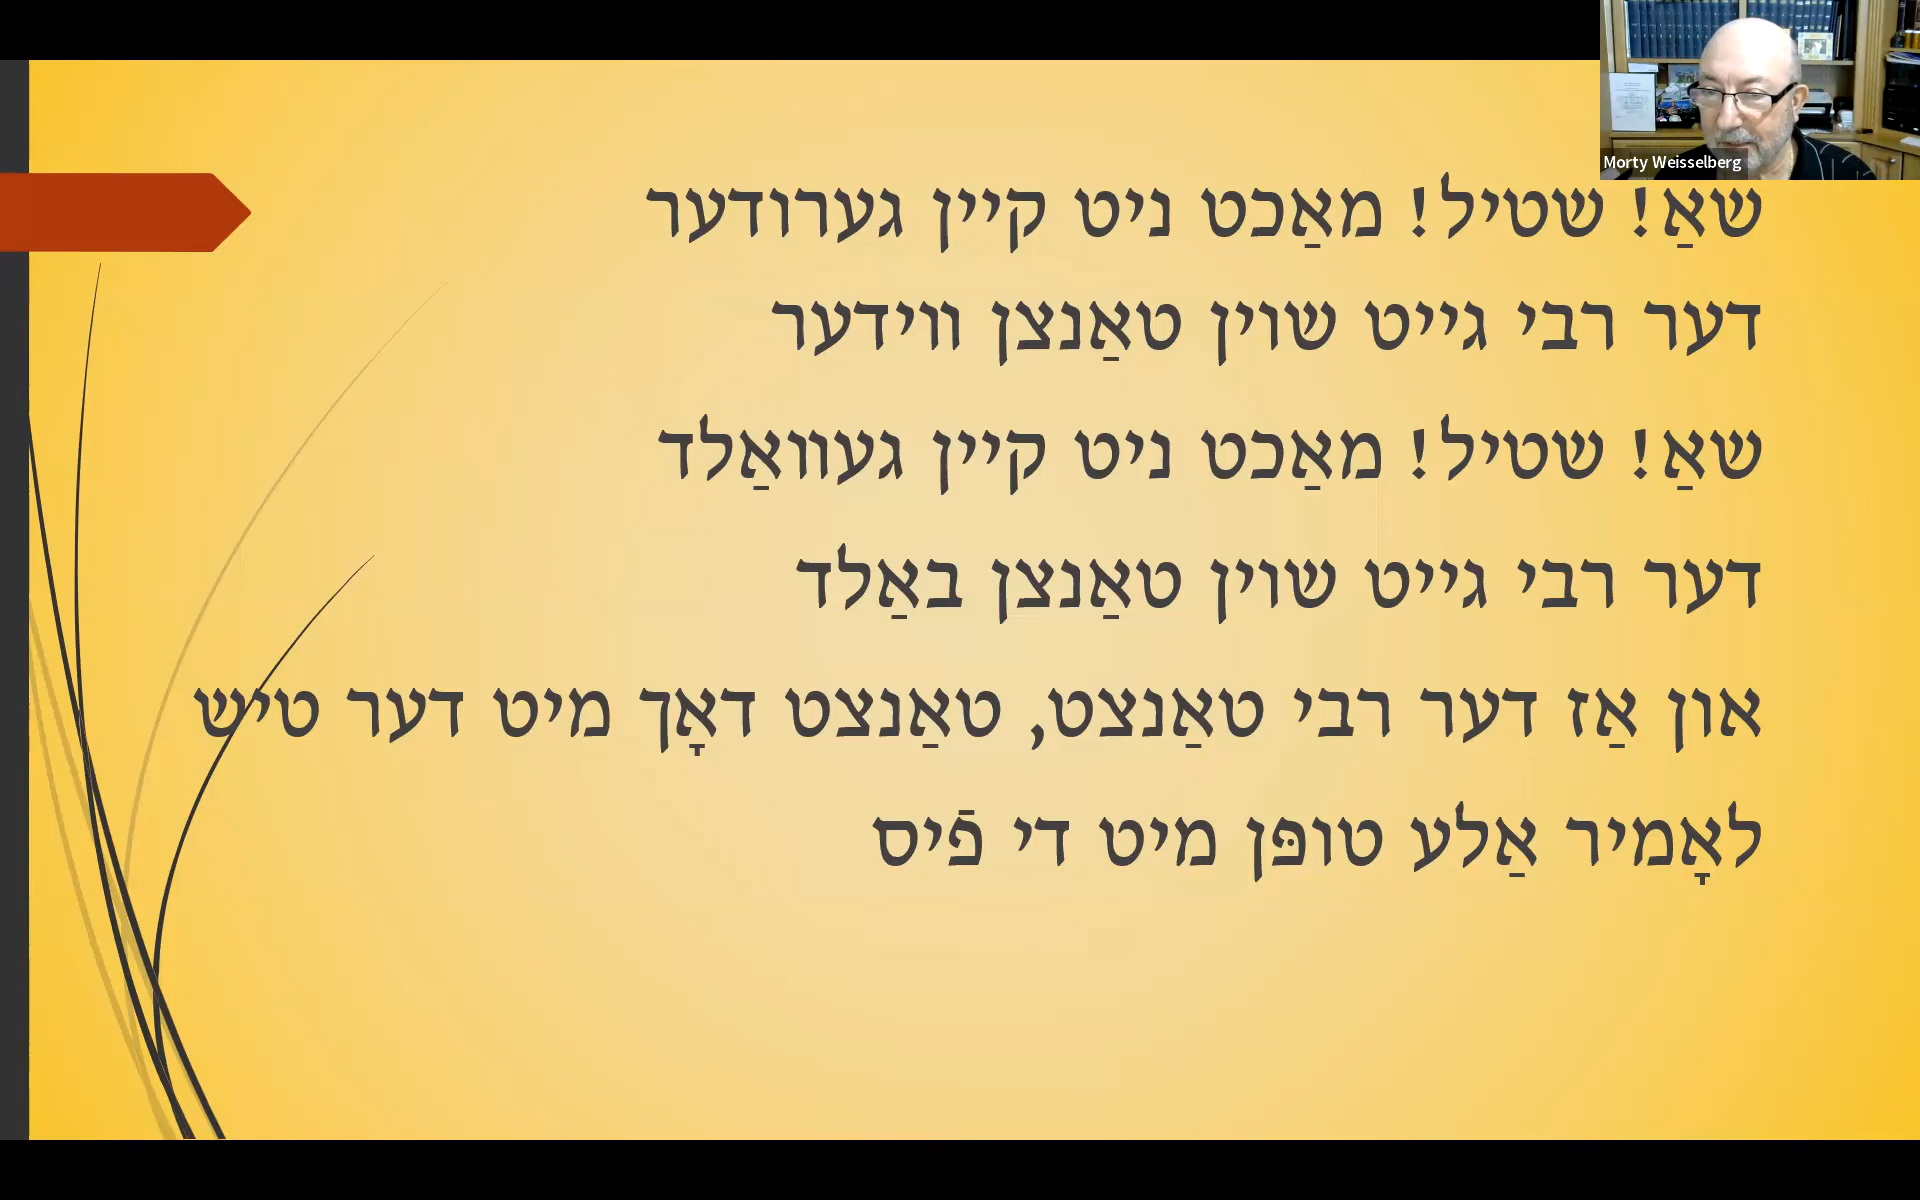 Morty Weisselberg
שאַ! שטיל! מאַכט ניט קיין גערודער
דער רבי גייט שוין טאַנצן ווידער
שאַ! שטיל! מאַכט ניט קיין געוואַלד
דער רבי גייט שוין טאַנצן באַלד
און אַז דער רבי טאַנצט, טאַנצט דאָך מיט דער טיש
לאָמיר אַלע טופּן מיט די פֿיס